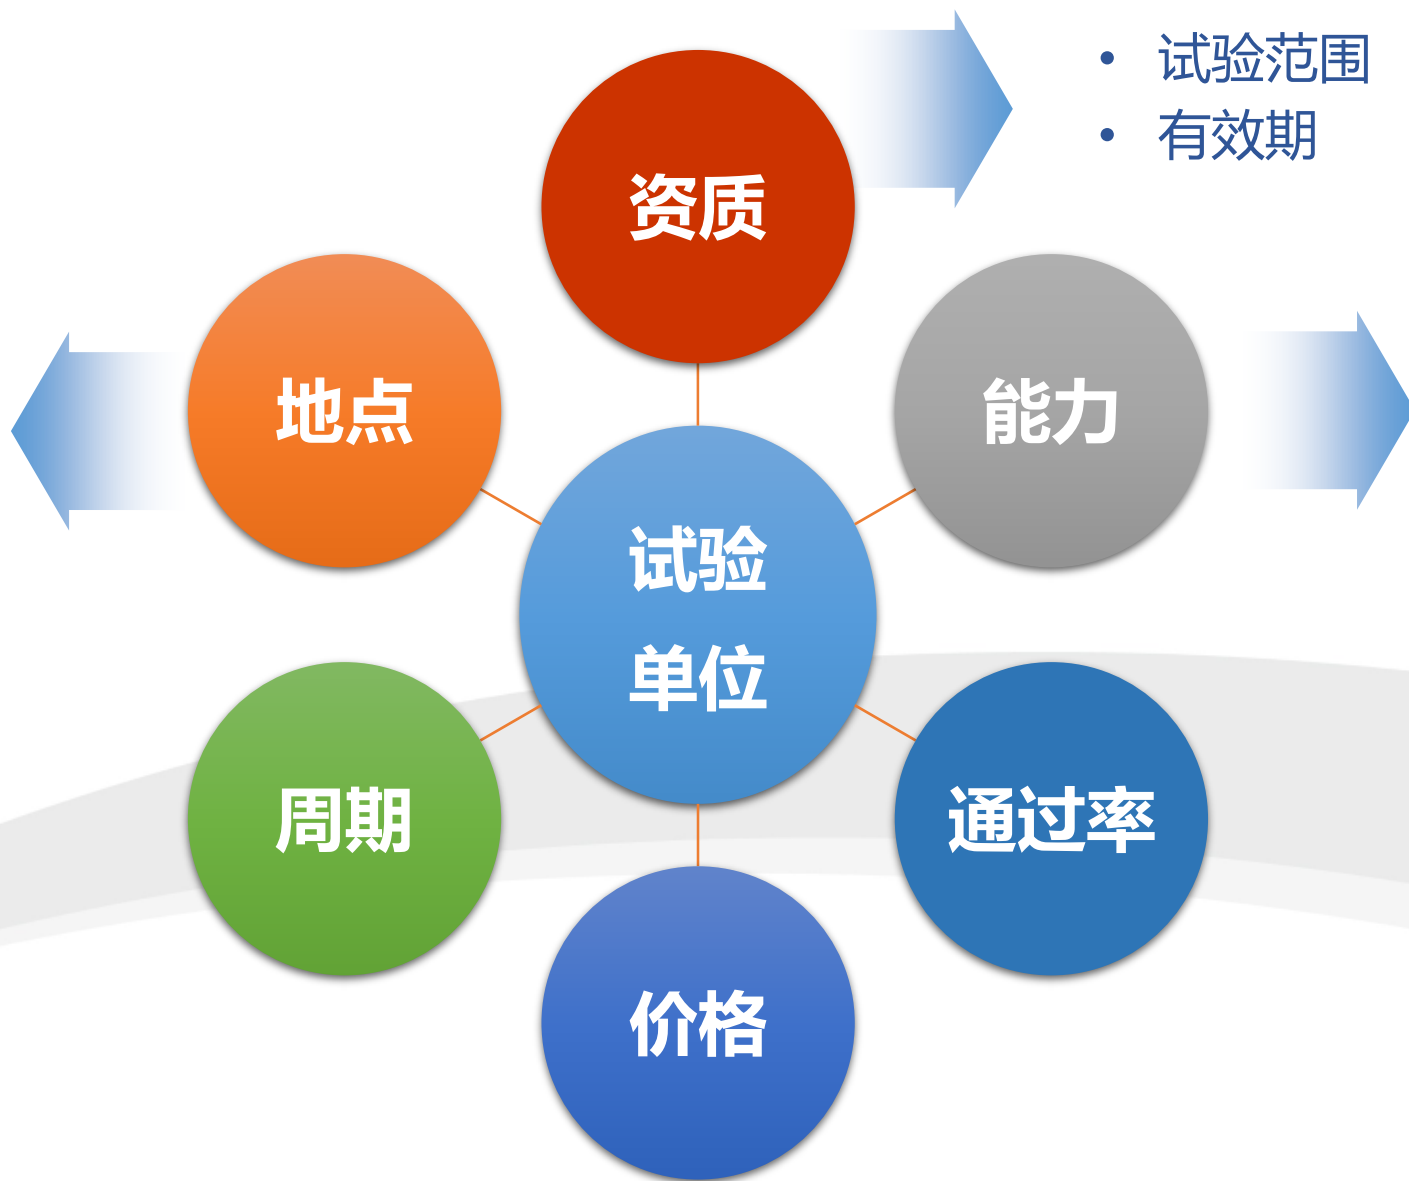 • 试验范围
• 有效期
资质
地点
能力
试验
单位
周期
通过率
价格